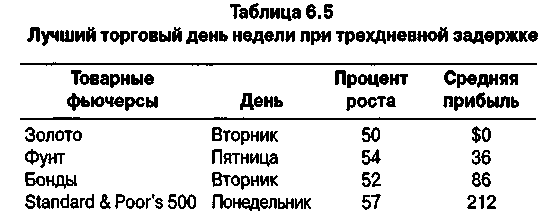 Таблица 6.5
Лучший торговый день недели при трехдневной задержке
Товарные фьючерсы День Процент роста Средняя прибыль
Золото Вторник 50 $0
Фунт Пятница 54 36
Бонды Вторник 52 86
Standard & Poor's 500 Понедельник 57 212